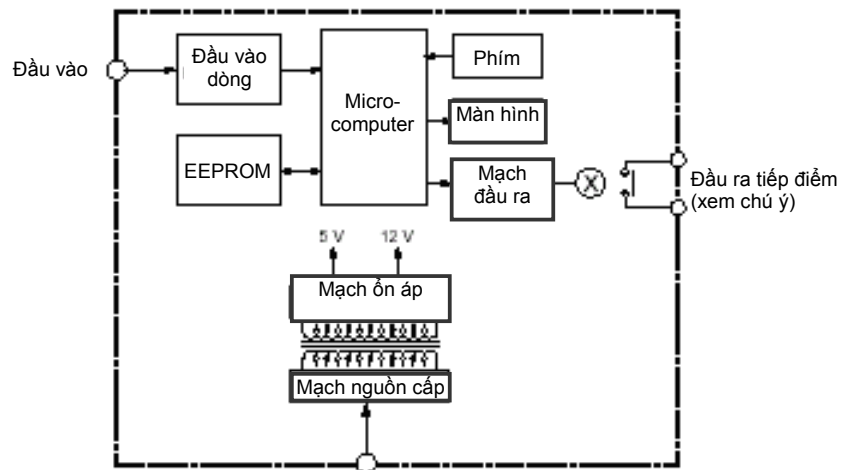 Đầu vào
Đầu vào
dòng
Micro-
computer
Phím
Màn hình
EEPROM
Mạch
đầu ra
X
Đầu ra tiếp điểm
(xem chú ý)
5 V
12 V
Mạch ổn áp
Mạch nguồn cấp